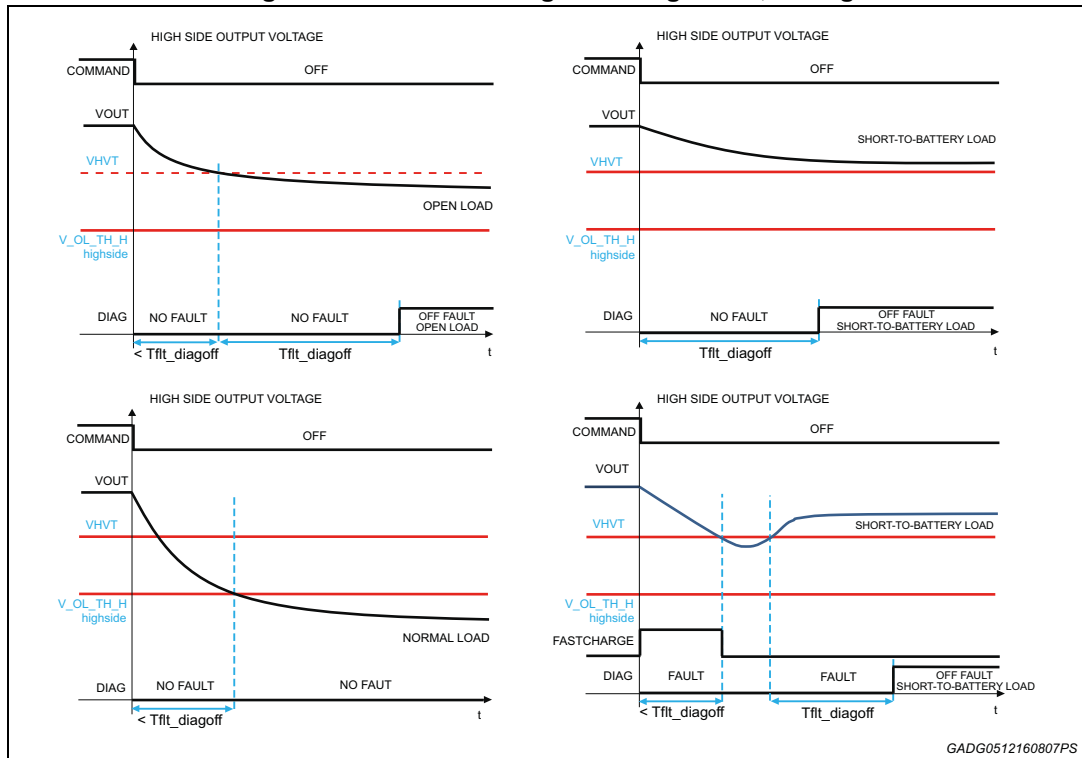 HIGH SIDE OUTPUT VOLTAGE
COMMAND
OFF
VOUT
VHVT
OPEN LOAD
V_OL_TH_H
highside
DIAG
NO FAULT
NO FAULT
OFF FAULT
OPEN LOAD
t
< Tflt_diagoff
Tflt_diagoff
HIGH SIDE OUTPUT VOLTAGE
COMMAND
OFF
VOUT
SHORT-TO-BATTERY LOAD
VHVT
V_OL_TH_H
highside
DIAG
NO FAULT
OFF FAULT
SHORT-TO-BATTERY LOAD
t
Tflt_diagoff
HIGH SIDE OUTPUT VOLTAGE
COMMAND
OFF
VOUT
VHVT
V_OL_TH_H
highside
NORMAL LOAD
DIAG
NO FAULT
NO FAUT
t
< Tflt_diagoff
HIGH SIDE OUTPUT VOLTAGE
COMMAND
OFF
VOUT
VHVT
SHORT-TO-BATTERY LOAD
V_OL_TH_H
highside
FASTCHARGE
DIAG
FAULT
FAULT
OFF FAULT
SHORT-TO-BATTERY LOAD
t
< Tflt_diagoff
Tflt_diagoff
GADG0512160807PS